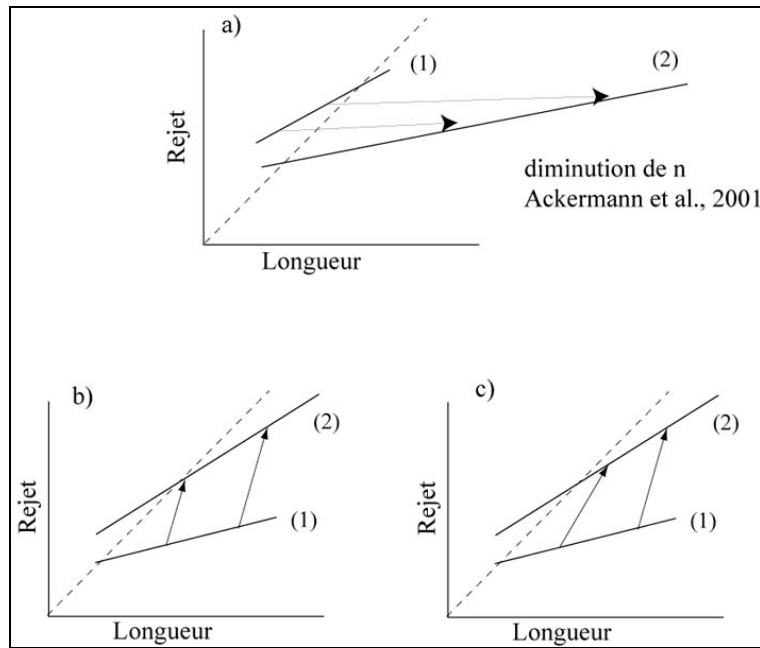 a)
(1)
(2)
Rejet
diminution de n
Ackermann et al., 2001
Longueur
b)
(2)
(1)
Rejet
Longueur
c)
(2)
(1)
Rejet
Longueur